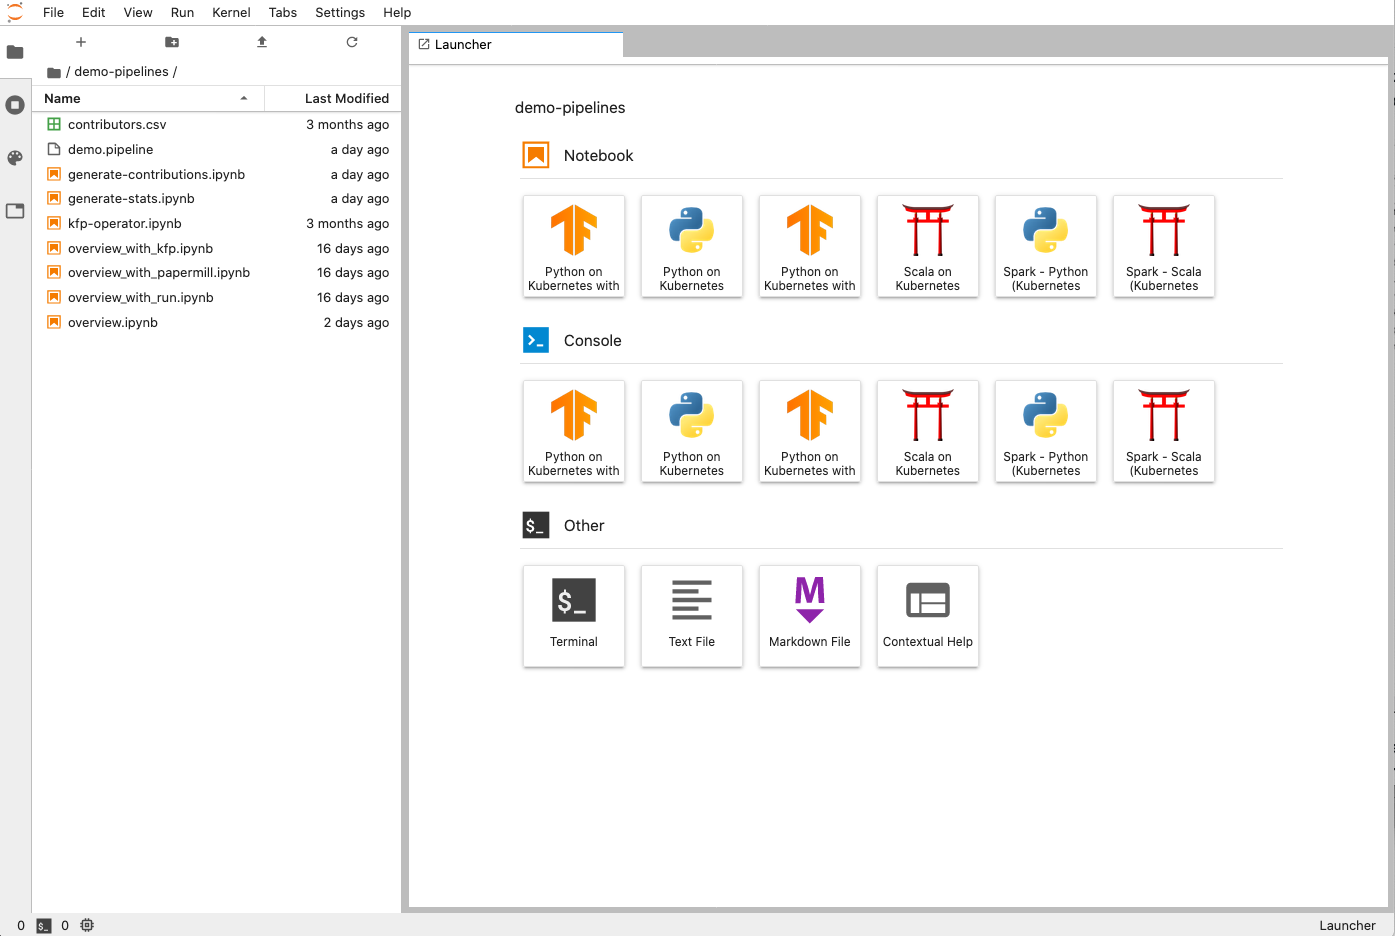 File Edit View Run Kernel Tabs Settings Help
/ demo-pipelines /
Name Last Modified
contributors.csv 3 months ago
demo.pipeline a day ago
generate-contributions.ipynb a day ago
generate-stats.ipynb a day ago
kfp-operator.ipynb 3 months ago
overview_with_kfp.ipynb 16 days ago
overview_with_papermill.ipynb 16 days ago
overview_with_run.ipynb 16 days ago
overview.ipynb 2 days ago
Launcher
demo-pipelines
Notebook
Python on
Kubernetes with
Python on
Kubernetes
Python on
Kubernetes with
Scala on
Kubernetes
Spark - Python
(Kubernetes
Spark - Scala
(Kubernetes
Console
Python on
Kubernetes with
Python on
Kubernetes
Python on
Kubernetes with
Scala on
Kubernetes
Spark - Python
(Kubernetes
Spark - Scala
(Kubernetes
$_ Other
$_
Terminal
Text File
M
Markdown File
Contextual Help
0 $_ 0
Launcher